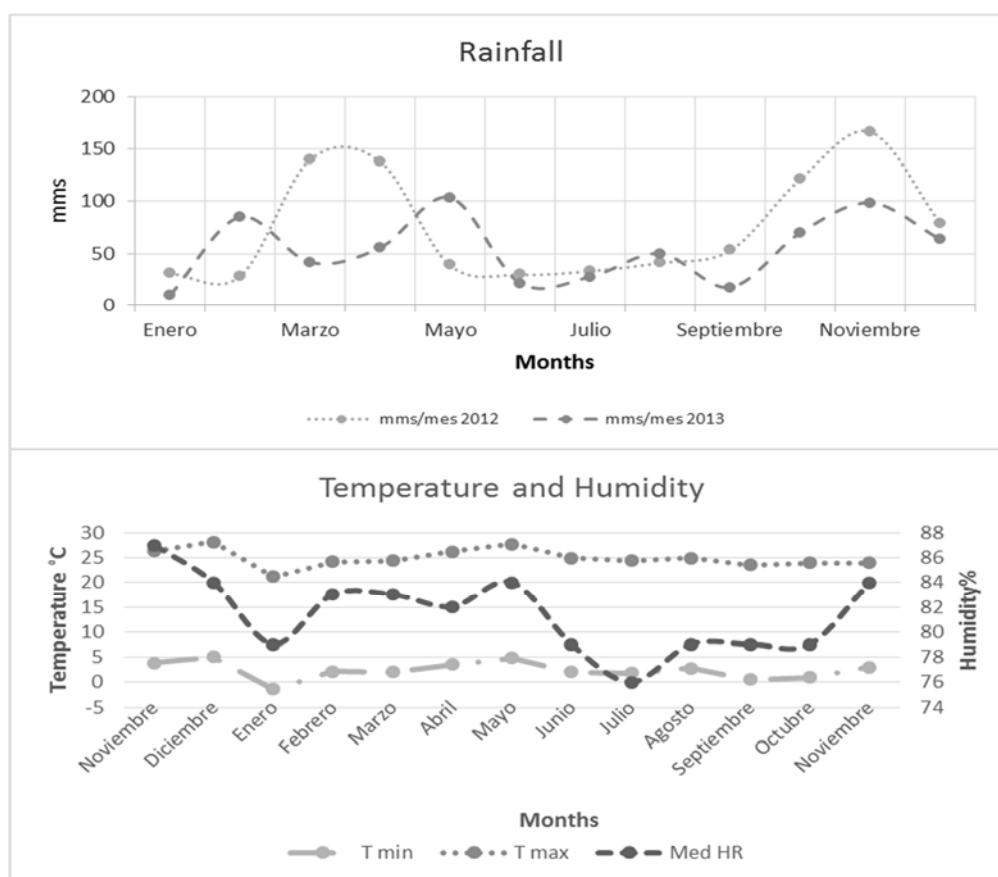 Rainfall
200
150
100
50
0
mms
Enero Marzo Mayo Julio Septiembre Noviembre
Months
mms/mes 2012 mms/mes 2013
Temperature and Humidity
30
25
20
15
10
5
0
-5
Temperature °C
88
86
84
82
80
78
76
74
Humidity%
Noviembre
Diciembre
Enero
Febrero
Marzo
Abril
Mayo
Junio
Julio
Agosto
Septiembre
Octubre
Noviembre
Months
T min T max Med HR